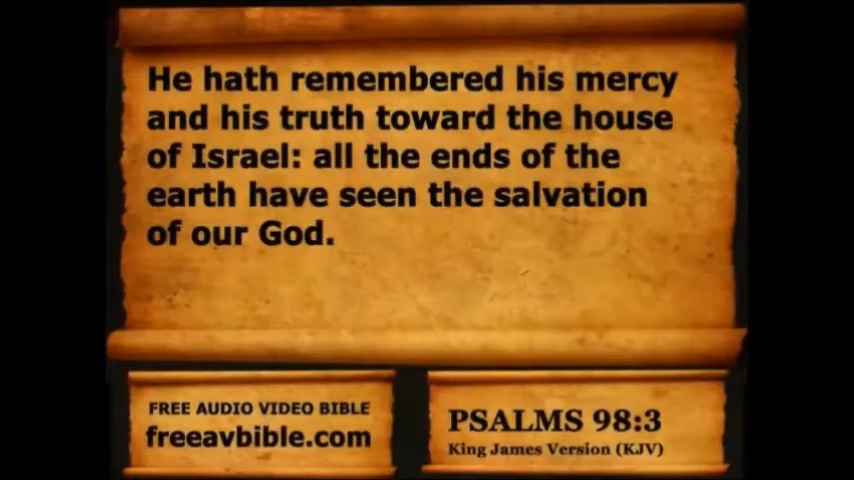 He hath remembered his mercy
and his truth toward the house
of Israel: all the ends of the
earth have seen the salvation
of our God.
FREE AUDIO VIDEO BIBLE
freeavbible.com
PSALMS 98:3
King James Version (KJV)